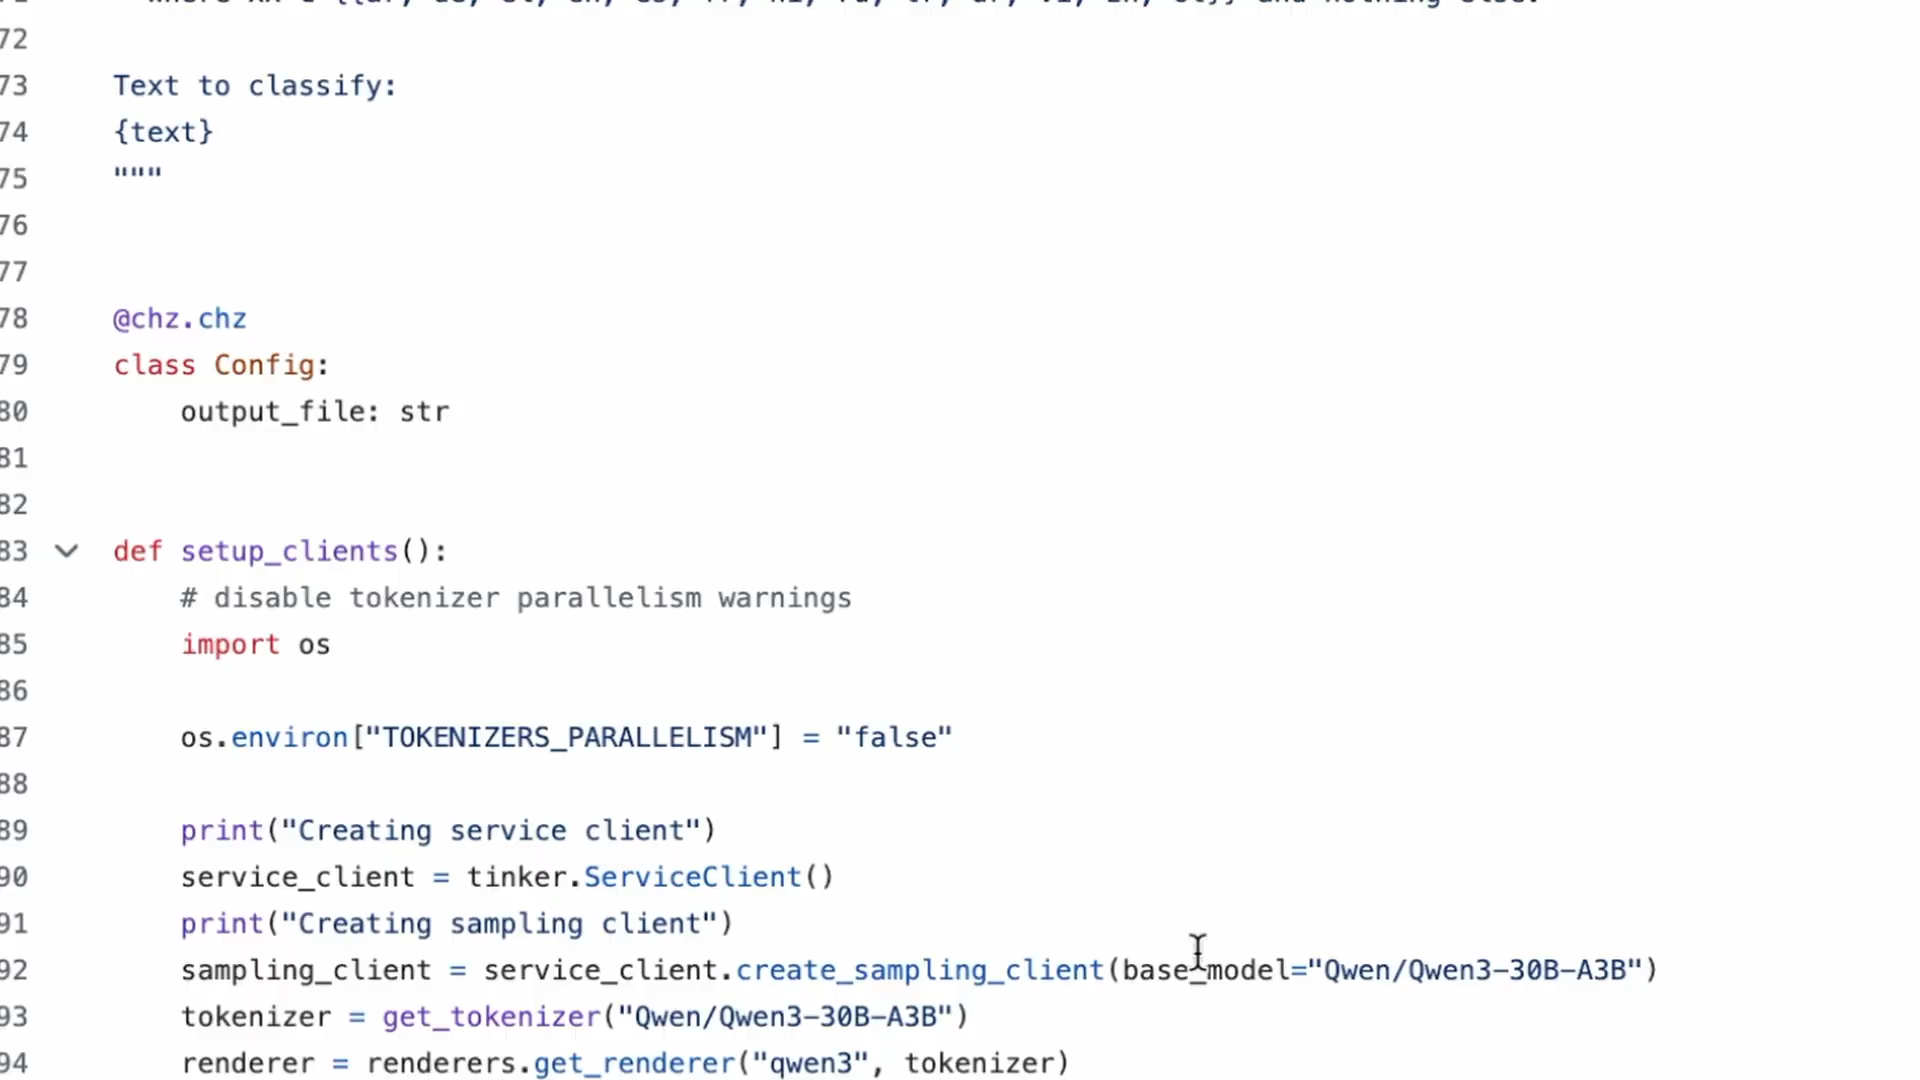 72
73 Text to classify:
74 {text}
75 """
76
77
78 @chz.chz
79 class Config:
80     output_file: str
81
82
83 def setup_clients():
84     # disable tokenizer parallelism warnings
85     import os
86
87     os.environ["TOKENIZERS_PARALLELISM"] = "false"
88
89     print("Creating service client")
90     service_client = tinker.ServiceClient()
91     print("Creating sampling client")
92     sampling_client = service_client.create_sampling_client(base_model="Qwen/Qwen3-30B-A3B")
93     tokenizer = get_tokenizer("Qwen/Qwen3-30B-A3B")
94     renderer = renderers.get_renderer("qwen3", tokenizer)